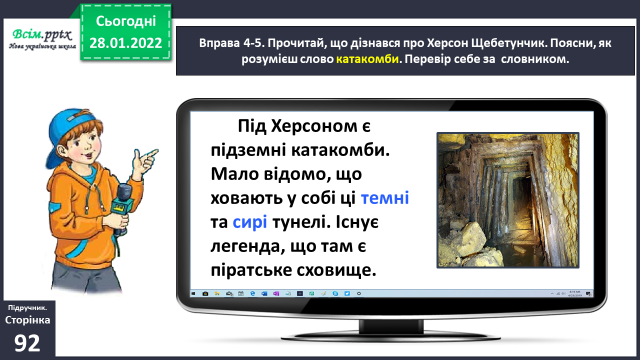 Всім.pptx
Нова українська школа
Сьогодні
28.01.2022
Вправа 4-5. Прочитай, що дізнався про Херсон Щебетунчик. Поясни, як
розумієш слово катакомби. Перевір себе за словником.
Під Херсоном є
підземні катакомби.
Мало відомо, що
ховають у собі ці темні
та сирі тунелі. Існує
легенда, що там є
піратське сховище.
Підручник.
Сторінка
92